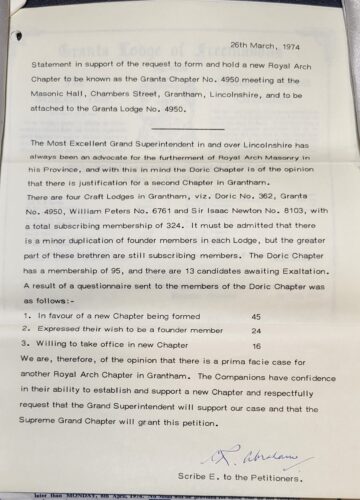 Granta Lodge of Freemasons
26th March, 1974
Statement in support of the request to form and hold a new Royal Arch
Chapter to be known as the Granta Chapter No. 4950 meeting at the
Masonic Hall, Chambers Street, Grantham, Lincolnshire, and to be
attached to the Granta Lodge No. 4950.
The Most Excellent Grand Superintendent in and over Lincolnshire has
always been an advocate for the furtherment of Royal Arch Masonry in
his Province, and with this in mind the Doric Chapter is of the opinion
that there is justification for a second Chapter in Grantham.
There are four Craft Lodges in Grantham, viz. Doric No. 362, Granta
No. 4950, William Peters No. 6761 and Sir Isaac Newton No. 8103, with
a total subscribing membership of 324. It must be admitted that there
is a minor duplication of founder members in each Lodge, but the greater
part of these brethren are still subscribing members. The Doric Chapter
has a membership of 95, and there are 13 candidates awaiting Exaltation.
A result of a questionnaire sent to the members of the Doric Chapter was
as follows:-
1. In favour of a new Chapter being formed 45
2. Expressed their wish to be a founder member 24
3. Willing to take office in new Chapter 16
We are, therefore, of the opinion that there is a prima facie case for
another Royal Arch Chapter in Grantham. The Companions have confidence
in their ability to establish and support a new Chapter and respectfully
request that the Grand Superintendent will support our case and that the
Supreme Grand Chapter will grant this petition.
Abrahams
Scribe E. to the Petitioners.
later than MONDAY, 8th April, 1974.